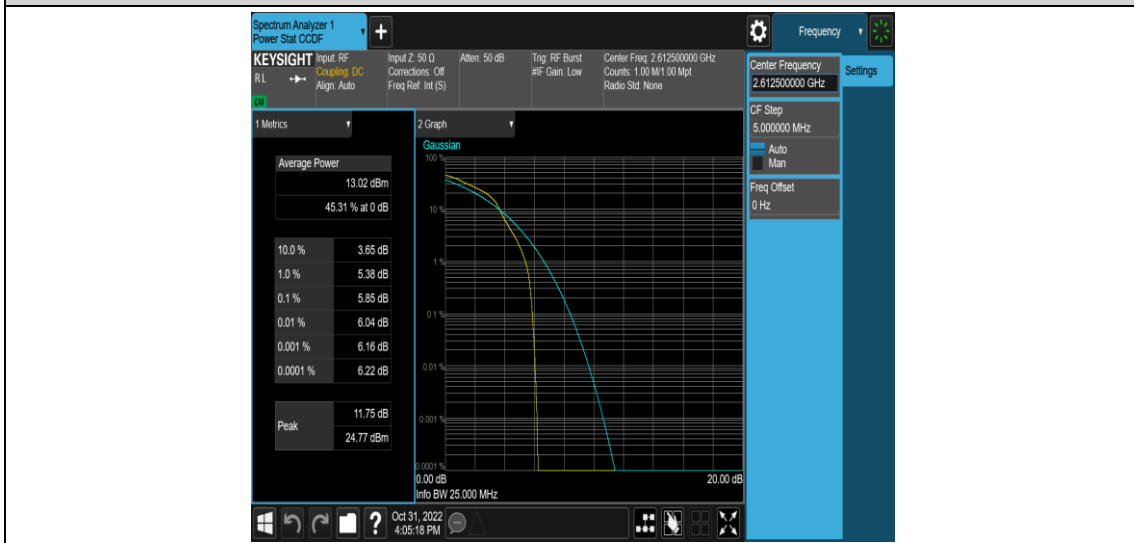 Spectrum Analyzer 1
Power Stat CCDF
+
Frequency
KEYSIGHT
RL
LXI
Input: RF
Coupling: DC
Align: Auto
Input Z: 50 Ω
Corrections: Off
Freq Ref: Int (S)
Atten: 50 dB
Trig: RF Burst
#IF Gain: Low
Center Freq: 2.612500000 GHz
Counts: 1.00 M/1.00 Mpt
Radio Std: None
Center Frequency
2.612500000 GHz
Settings
CF Step
5.000000 MHz
Auto
Man
Freq Offset
0 Hz
1 Metrics
Average Power
13.02 dBm
45.31 % at 0 dB
10.0 % 3.65 dB
1.0 % 5.38 dB
0.1 % 5.85 dB
0.01 % 6.04 dB
0.001 % 6.16 dB
0.0001 % 6.22 dB
Peak
11.75 dB
24.77 dBm
2 Graph
Gaussian
100 %
10 %
1 %
0.1 %
0.01 %
0.001 %
0.0001 %
0.00 dB 20.00 dB
Info BW 25.000 MHz
?
Oct 31, 2022
4:05:18 PM